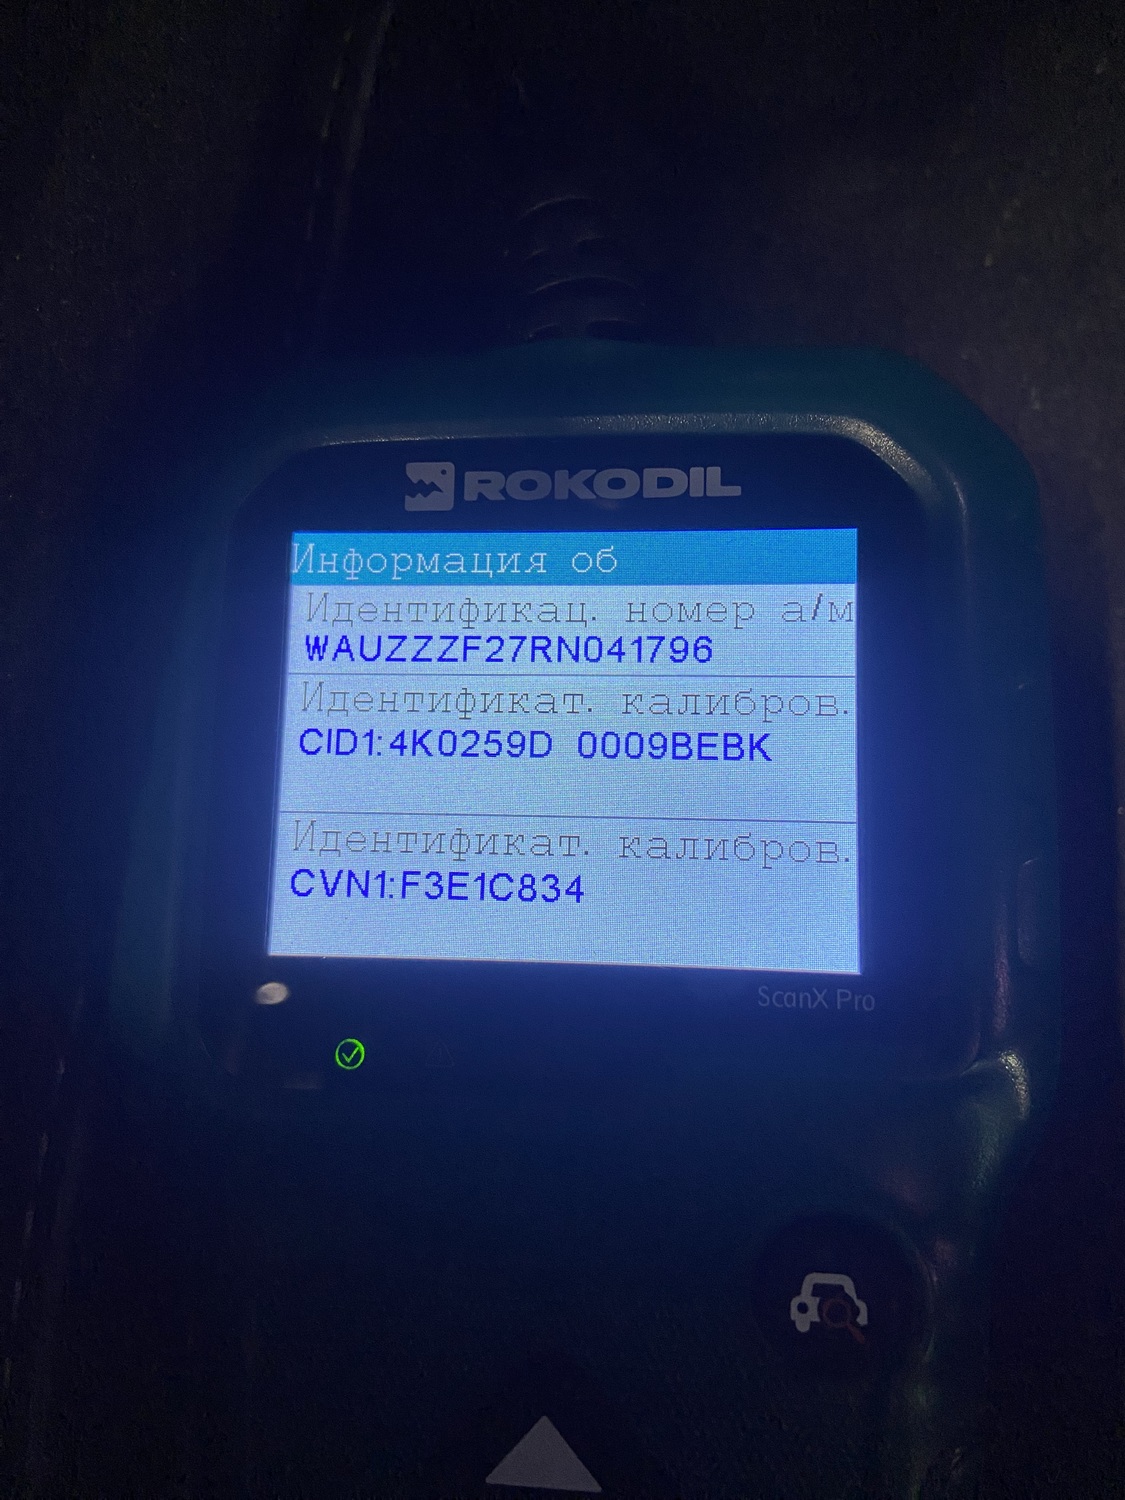 ROKODIL
Информация об
Идентификац. номер а/м
WAUZZZF27RN041796
Идентификат. калибров.
CID1:4K0259D 0009BEBK
Идентификат. калибров.
CVN1:F3E1C834
ScanX Pro